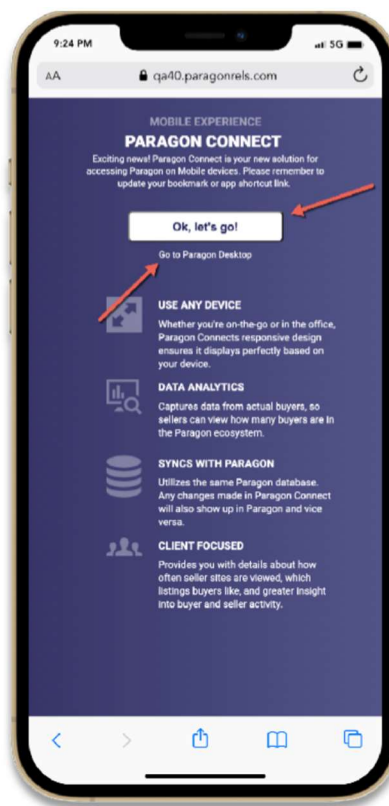 9:24 PM
5G
AA
qa40.paragonrels.com
MOBILE EXPERIENCE
PARAGON CONNECT
Exciting news! Paragon Connect is your new solution for
accessing Paragon on Mobile devices. Please remember to
update your bookmark or app shortcut link.
Ok, let's go!
Go to Paragon Desktop
USE ANY DEVICE
Whether you're on-the-go or in the office,
Paragon Connects responsive design
ensures it displays perfectly based on
your device.
DATA ANALYTICS
Captures data from actual buyers, so
sellers can view how many buyers are in
the Paragon ecosystem.
SYNCS WITH PARAGON
Utilizes the same Paragon database.
Any changes made in Paragon Connect
will also show up in Paragon and vice
versa.
CLIENT FOCUSED
Provides you with details about how
often seller sites are viewed, which
listings buyers like, and greater insight
into buyer and seller activity.